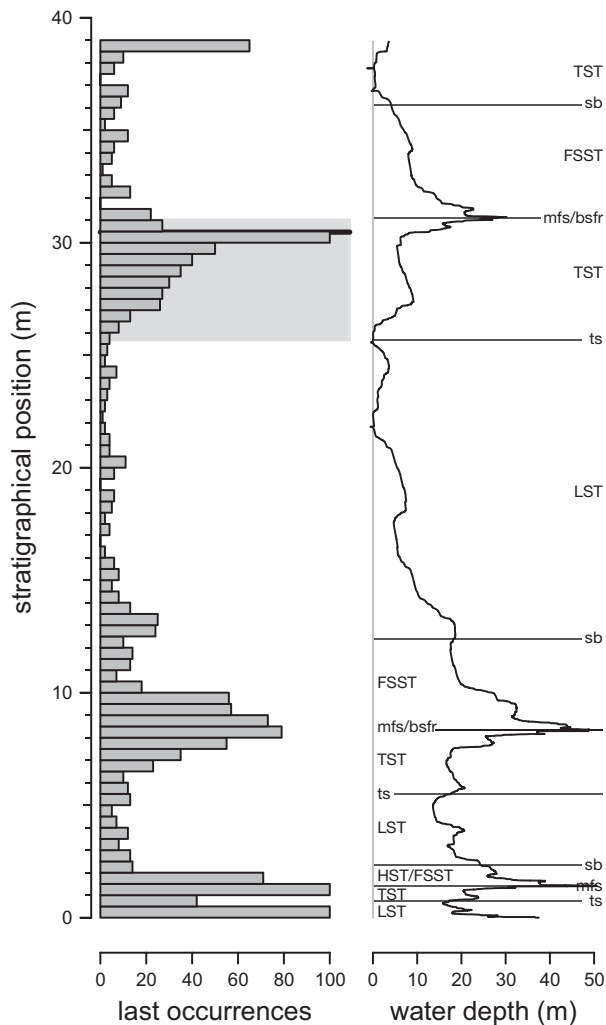 40
30
20
10
0
stratigraphical position (m)
0 20 40 60 80 100
last occurrences
TST
sb
FSST
mfs/bsfr
TST
ts
LST
sb
FSST
mfs/bsfr
TST
ts
LST
sb
HST/FSST
mfs
TST
ts
LST
0 10 20 30 40 50
water depth (m)